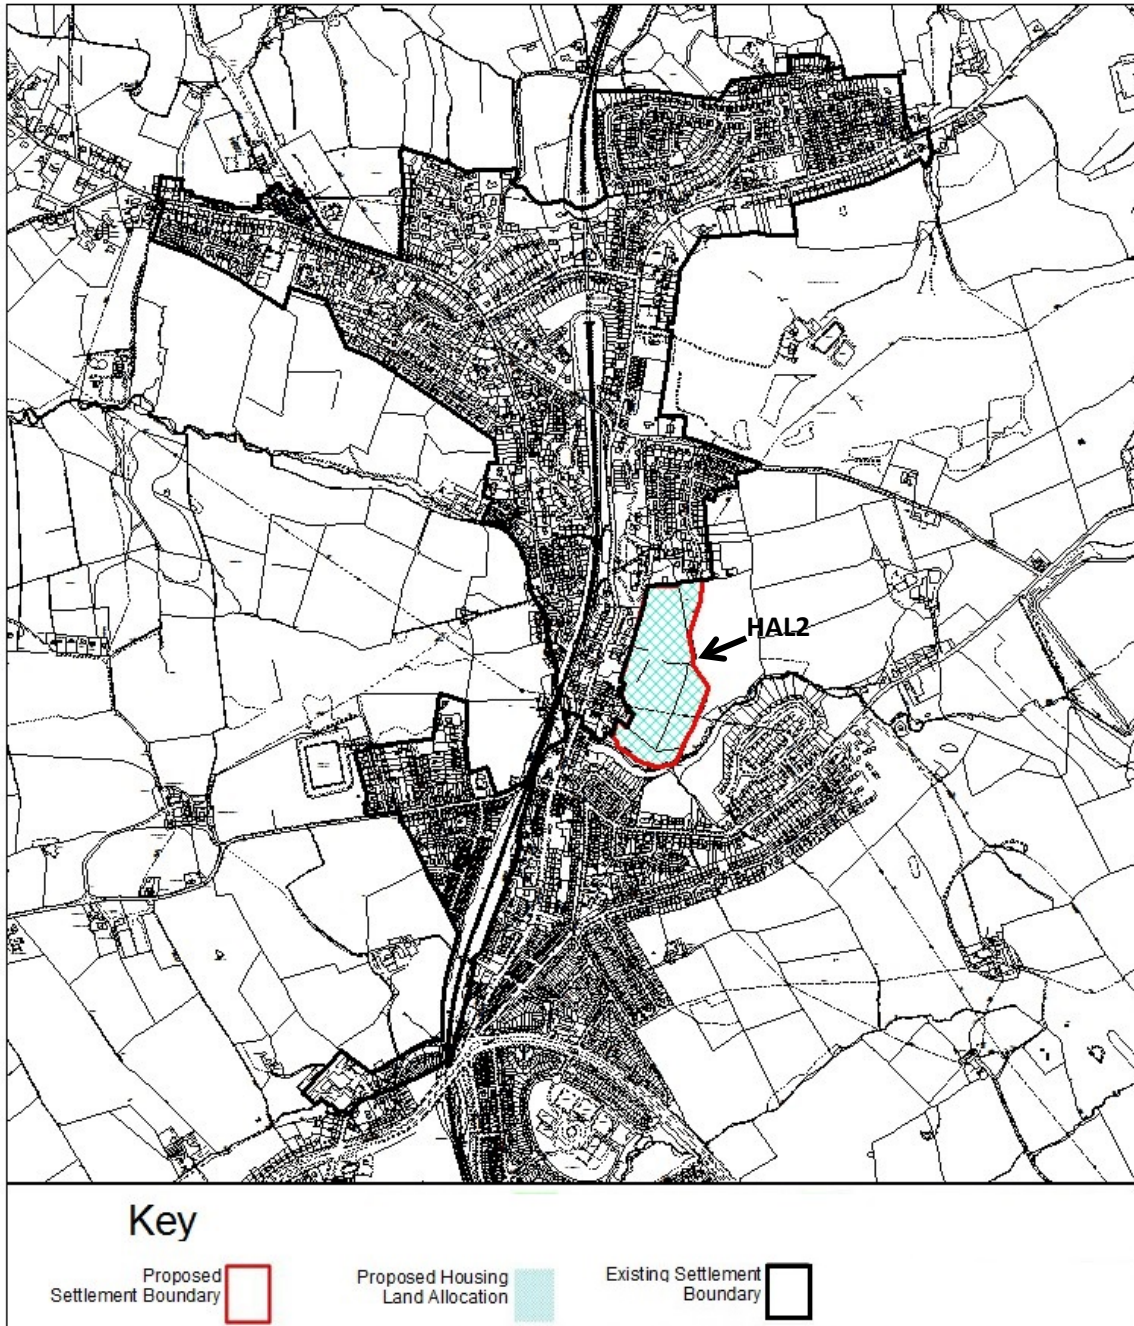 HAL2
Key
Proposed
Settlement Boundary
Proposed Housing
Land Allocation
Existing Settlement
Boundary